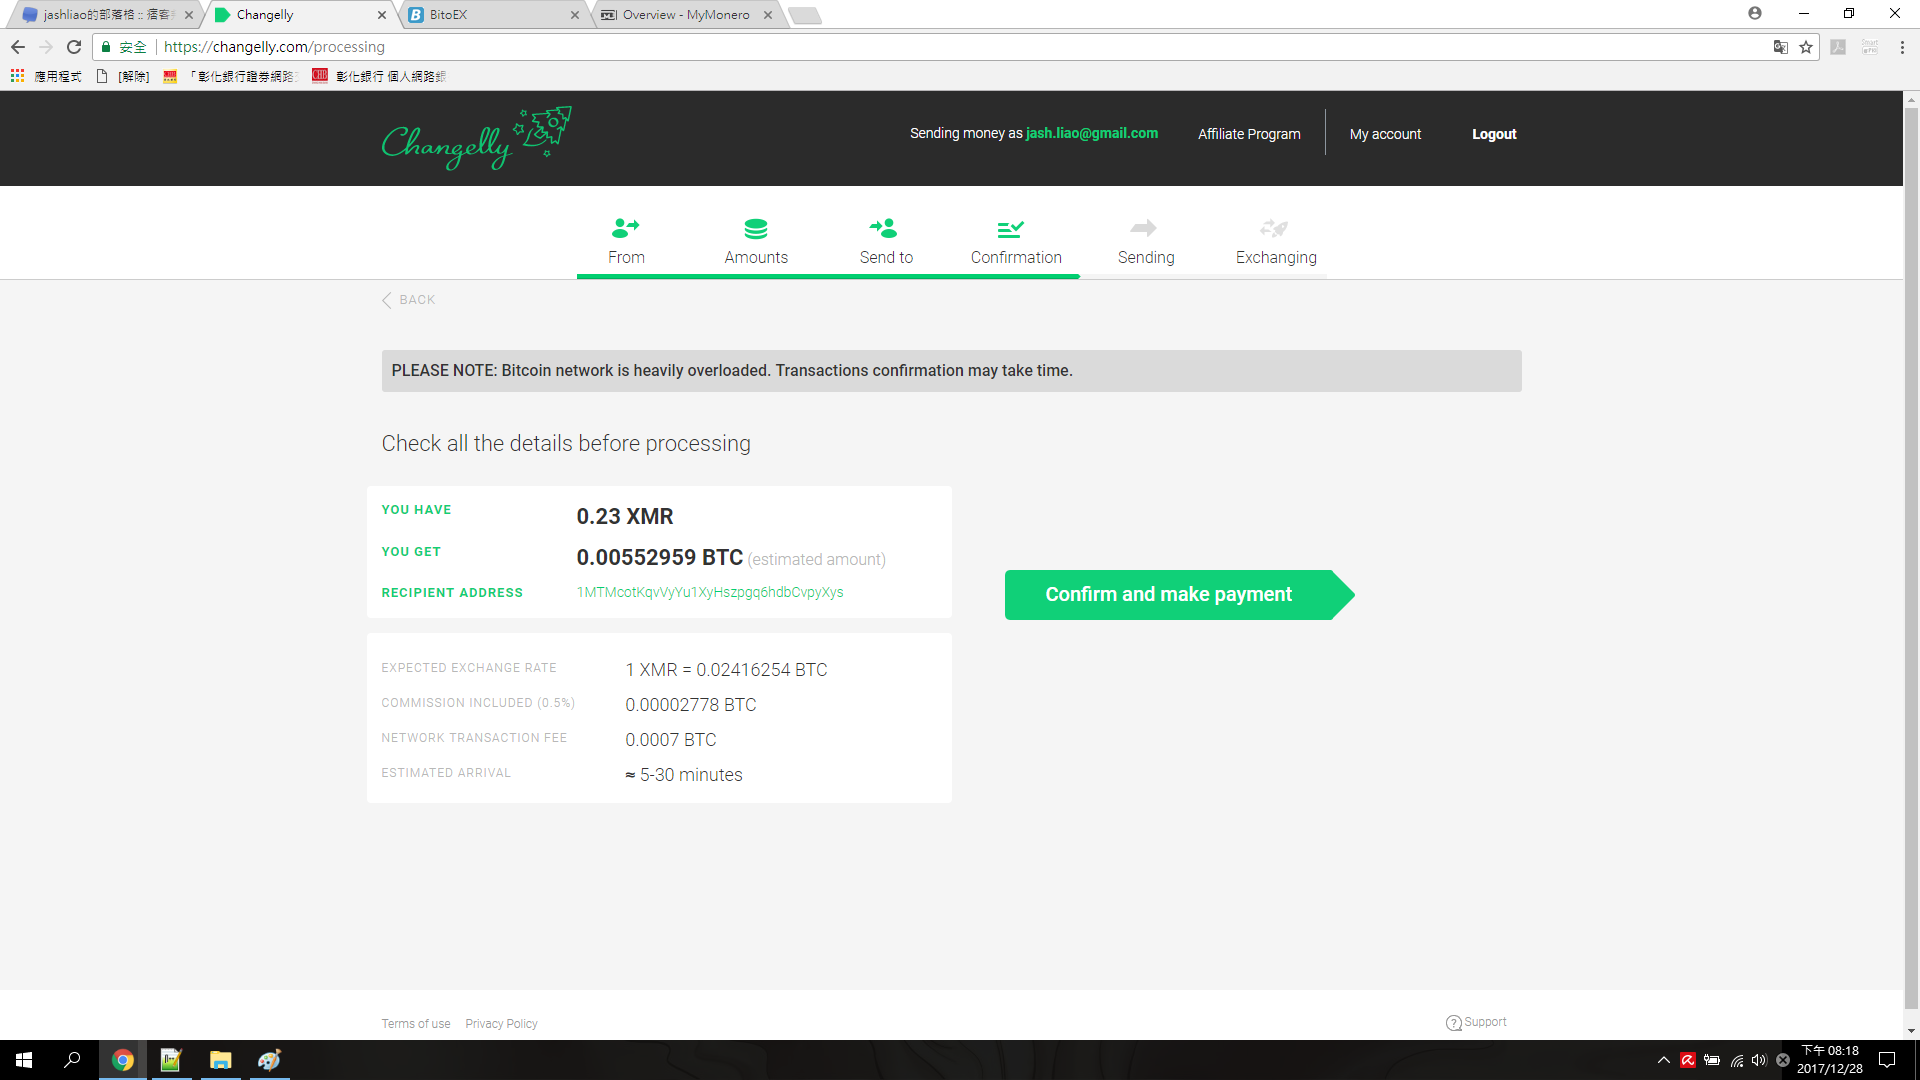 jashliao的部落格 :: 痞客
Changelly
BitoEX
Overview - MyMonero
安全
https://changelly.com/processing
應用程式
[解除]
「彰化銀行證券網路
彰化銀行 個人網路銀
Changelly
Sending money as jash.liao@gmail.com
Affiliate Program
My account
Logout
From
Amounts
Send to
Confirmation
Sending
Exchanging
BACK
PLEASE NOTE: Bitcoin network is heavily overloaded. Transactions confirmation may take time.
Check all the details before processing
YOU HAVE
0.23 XMR
YOU GET
0.00552959 BTC (estimated amount)
RECIPIENT ADDRESS
1MTMcotKqvVyYu1XyHszpgq6hdbCvpyXys
Confirm and make payment
EXPECTED EXCHANGE RATE
1 XMR = 0.02416254 BTC
COMMISSION INCLUDED (0.5%)
0.00002778 BTC
NETWORK TRANSACTION FEE
0.0007 BTC
ESTIMATED ARRIVAL
≈ 5-30 minutes
Terms of use
Privacy Policy
Support
下午 08:18
2017/12/28